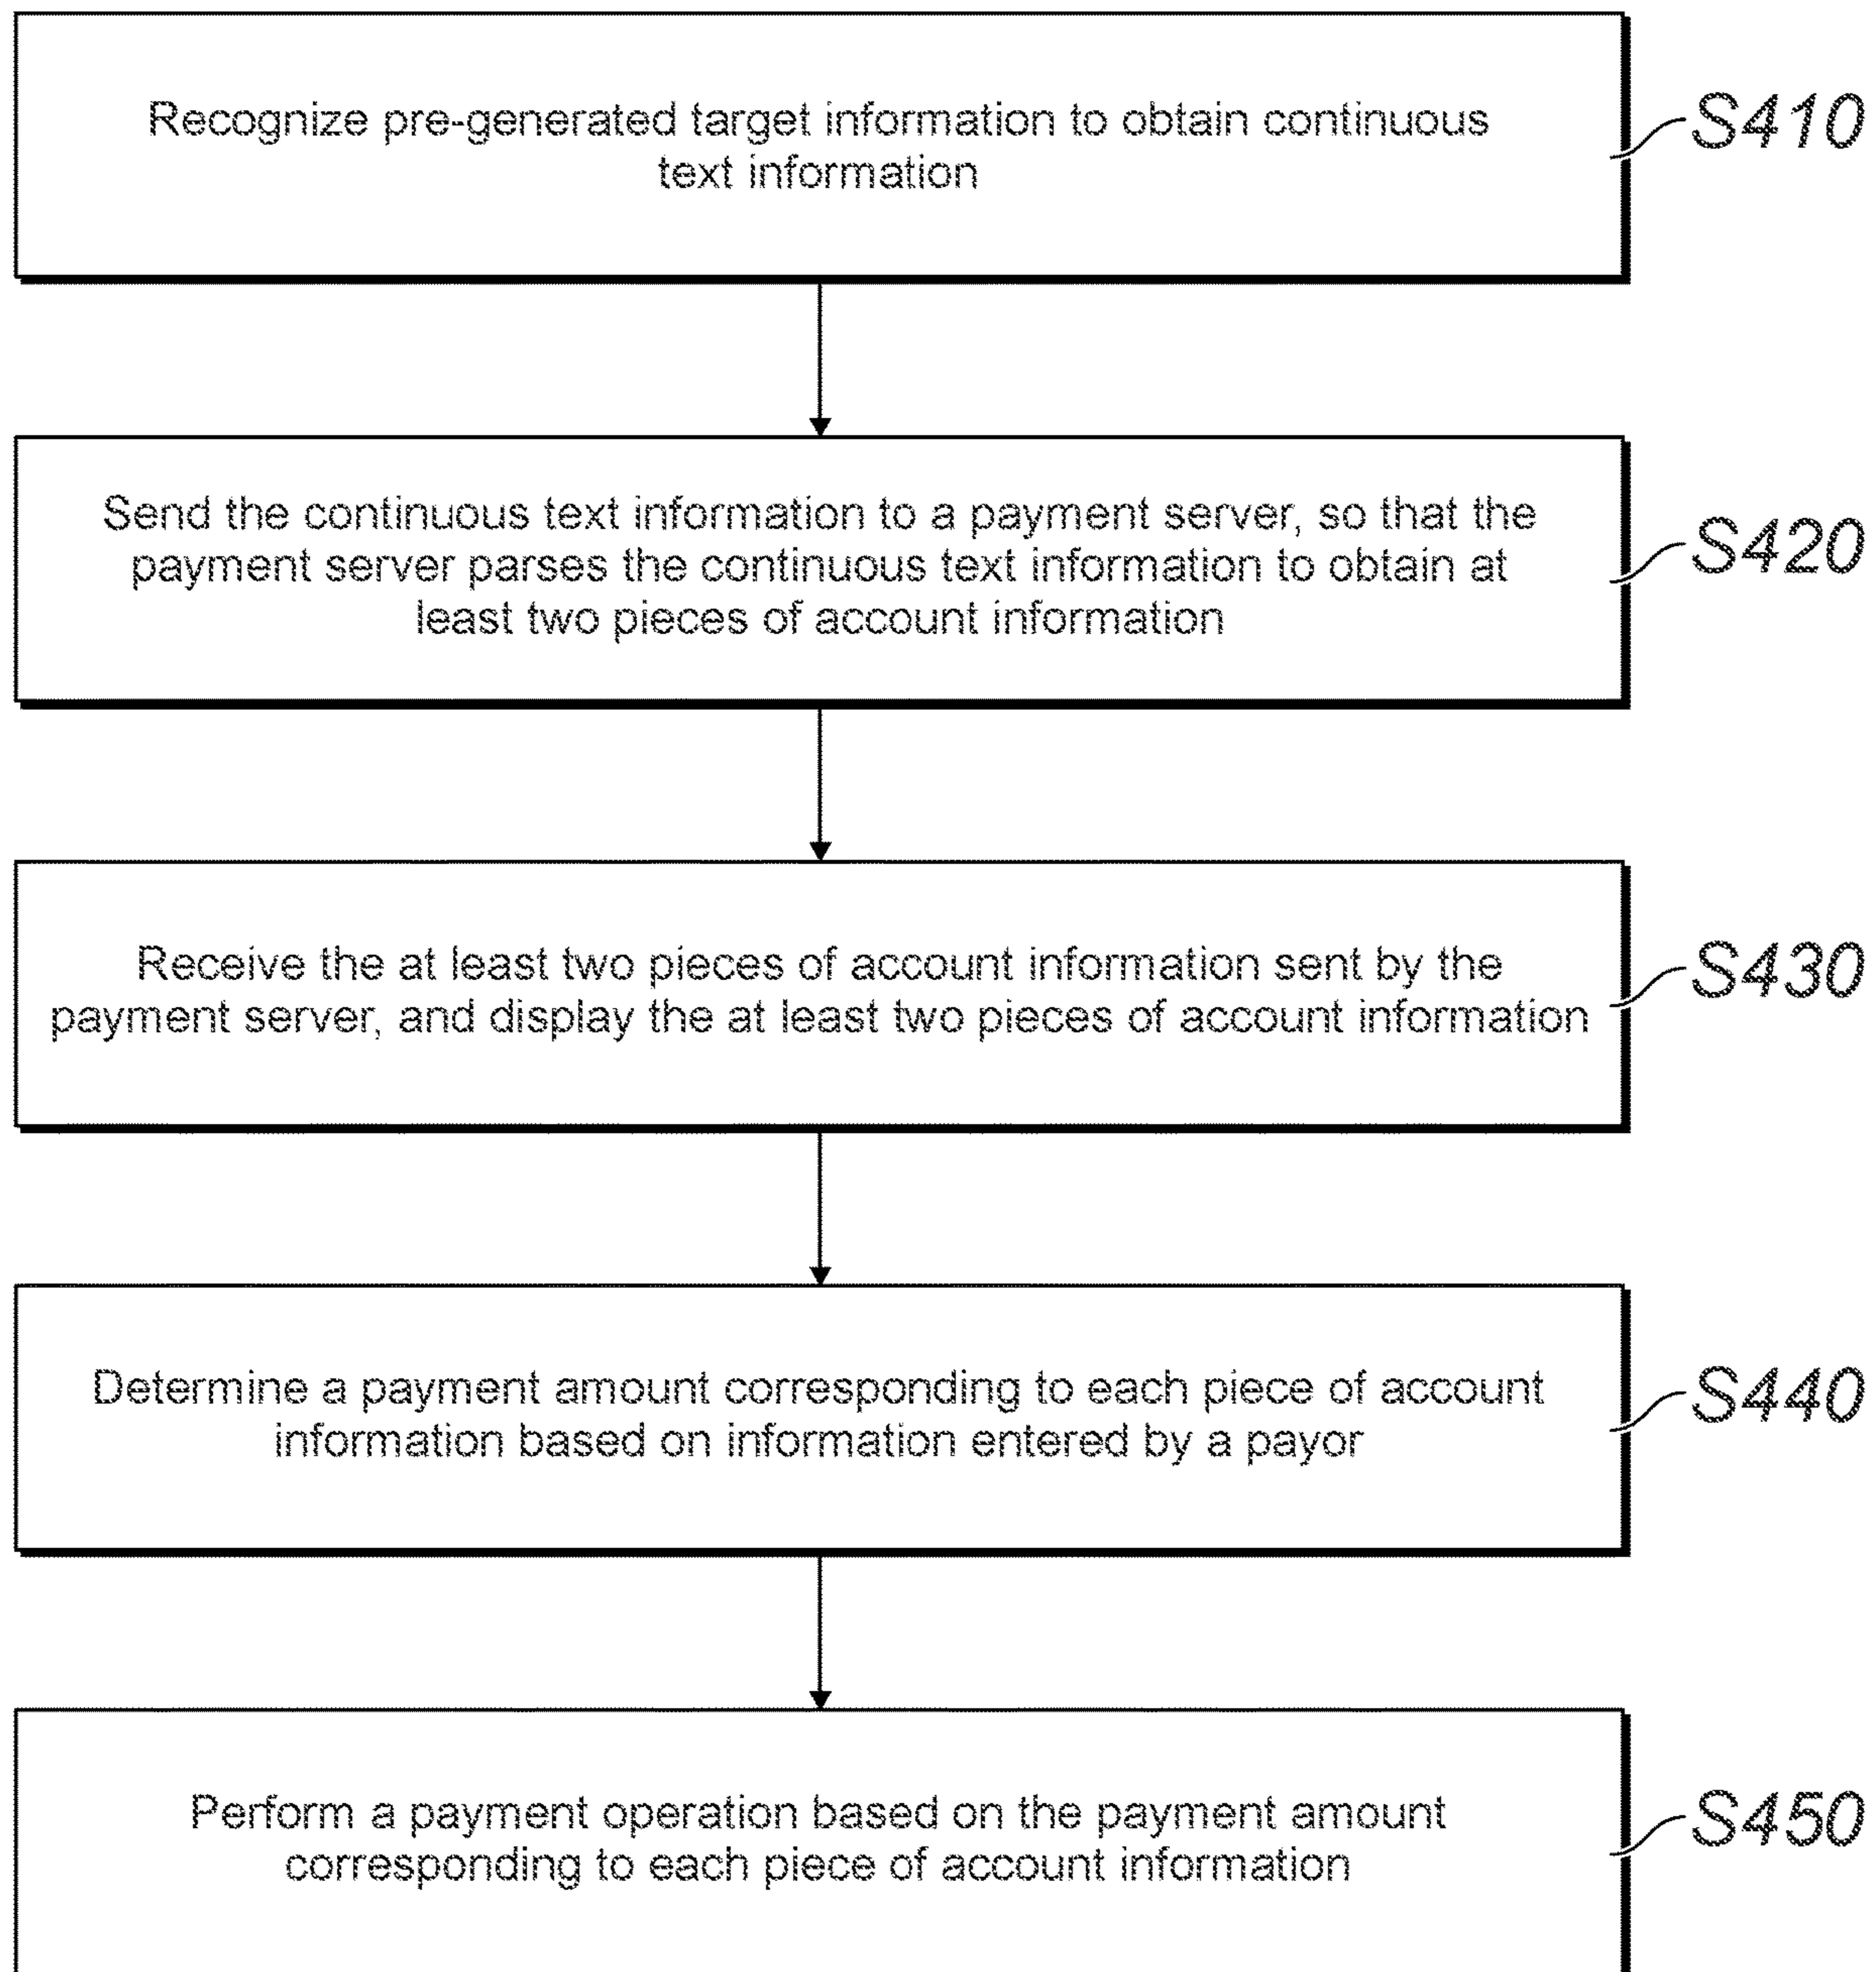 Recognize pre-generated target information to obtain continuous
text information
S410
Send the continuous text information to a payment server, so that the
payment server parses the continuous text information to obtain at
least two pieces of account information
S420
Receive the at least two pieces of account information sent by the
payment server, and display the at least two pieces of account information
S430
Determine a payment amount corresponding to each piece of account
information based on information entered by a payor
S440
Perform a payment operation based on the payment amount
corresponding to each piece of account information
S450